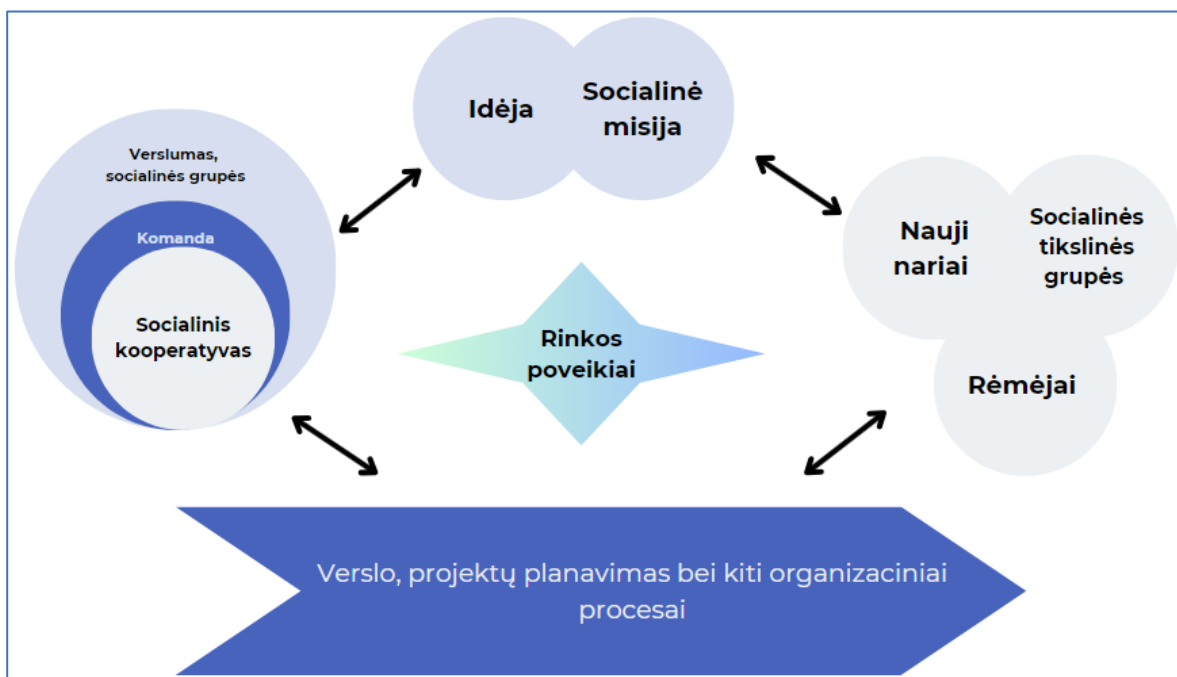 Idėja
Socialinė
misija
Verslumas,
socialinės grupės
Komanda
Socialinis
kooperatyvas
Nauji
nariai
Socialinės
tikslinės
grupės
Rėmėjai
Rinkos
poveikiai
Verslo, projektų planavimas bei kiti organizaciniai
procesai